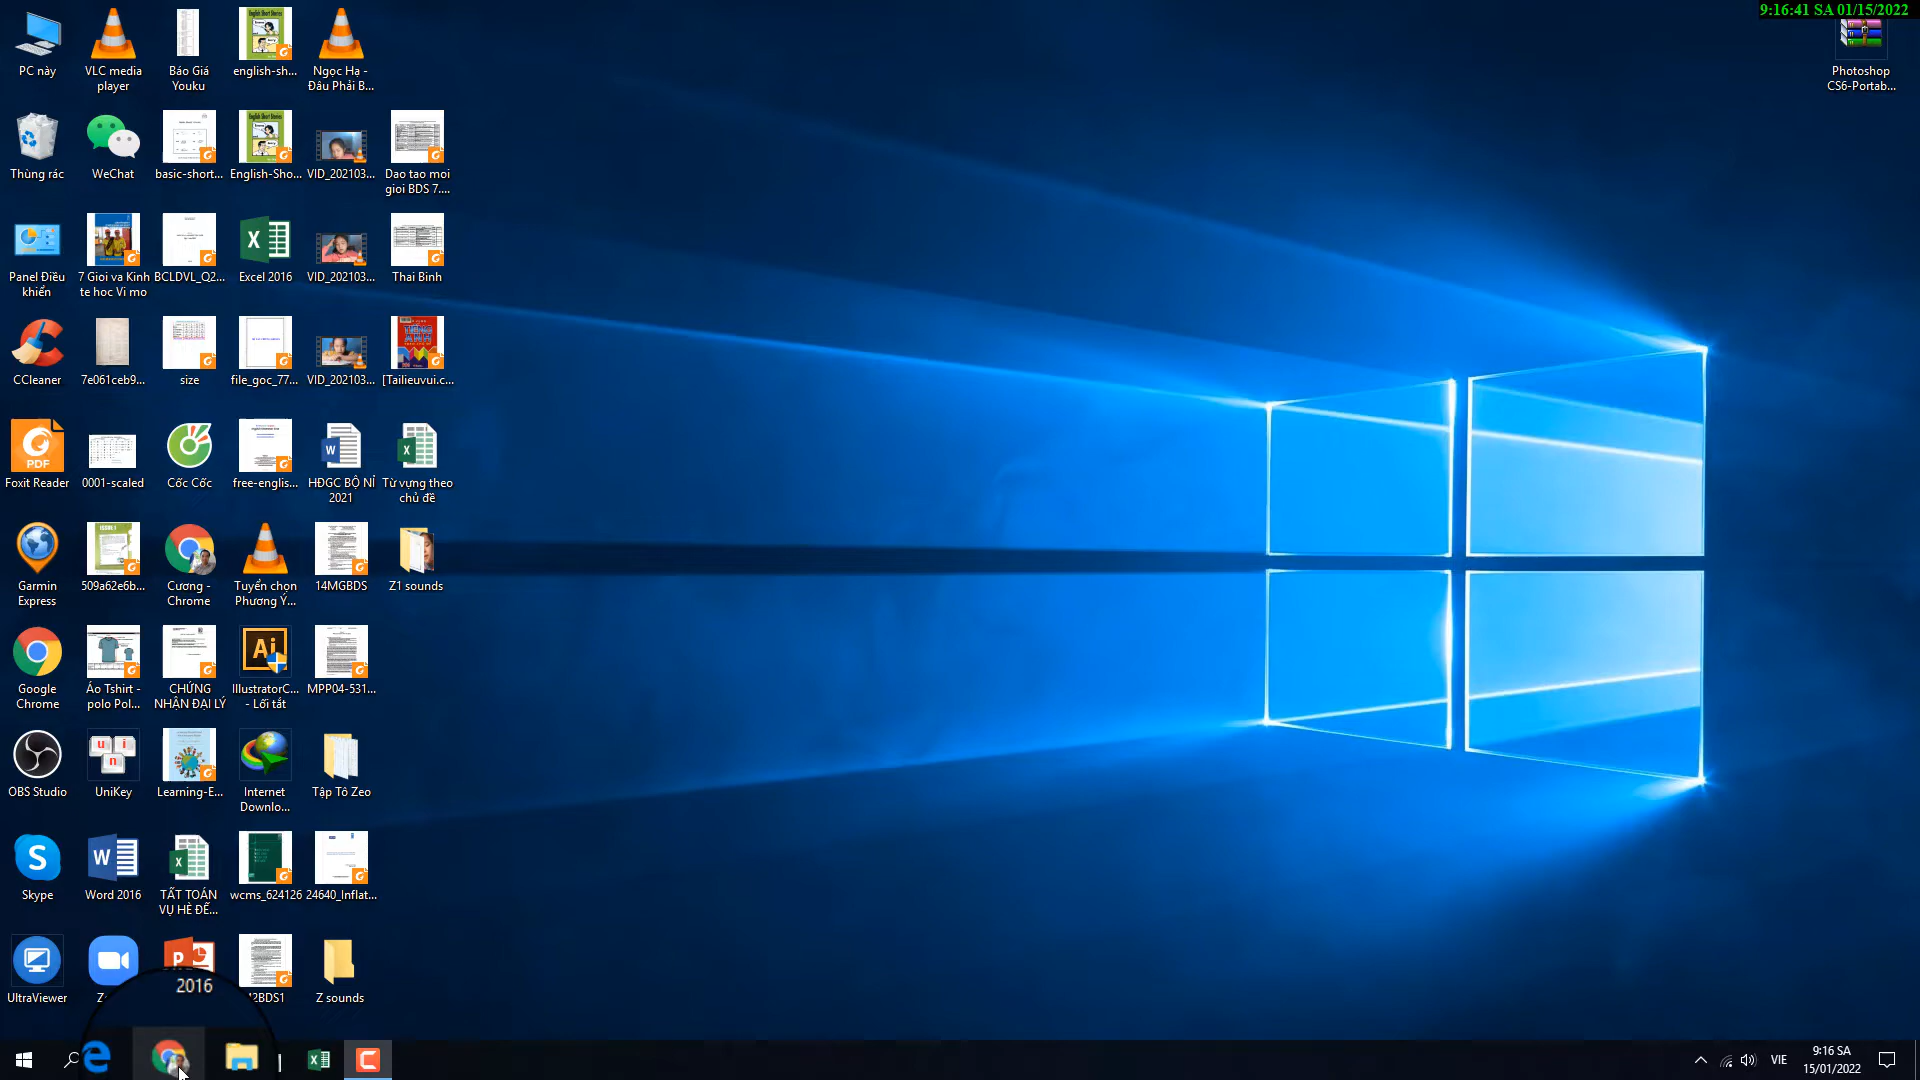 9:16:41 SA 01/15/2022
PC này
VLC media
player
Báo Giá
Youku
english-sh...
Ngọc Hạ -
Đâu Phải B...
Photoshop
CS6-Portab...
Thùng rác
WeChat
basic-short...
English-Sho...
VID_202103...
Dao tao moi
gioi BDS 7....
Panel Điều
khiển
7 Gioi va Kinh
te hoc Vi mo
BCLDVL_Q2...
Excel 2016
VID_202103...
Thai Binh
CCleaner
7e061ceb9...
size
file_goc_77...
VID_202103...
TIẾNG
ANH
[Tailieuvui.c...
PDF
Foxit Reader
0001-scaled
Cốc Cốc
free-englis...
HĐGC BỘ NỈ
2021
Từ vựng theo
chủ đề
Garmin
Express
509a62e6b...
Cương -
Chrome
Tuyển chọn
Phương Ý...
14MGBDS
Z1 sounds
Google
Chrome
Áo Tshirt -
polo Pol...
CHỨNG
NHẬN ĐẠI LÝ
Ai
IllustratorC...
- Lối tắt
MPP04-531...
OBS Studio
u i n
UniKey
Learning-E...
Internet
Downlo...
Tập Tô Zeo
Skype
Word 2016
TẤT TOÁN
VỤ HÈ ĐẾ...
wcms_624126
24640_Inflat...
UltraViewer
2016
Z sounds
VIE
9:16 SA
15/01/2022